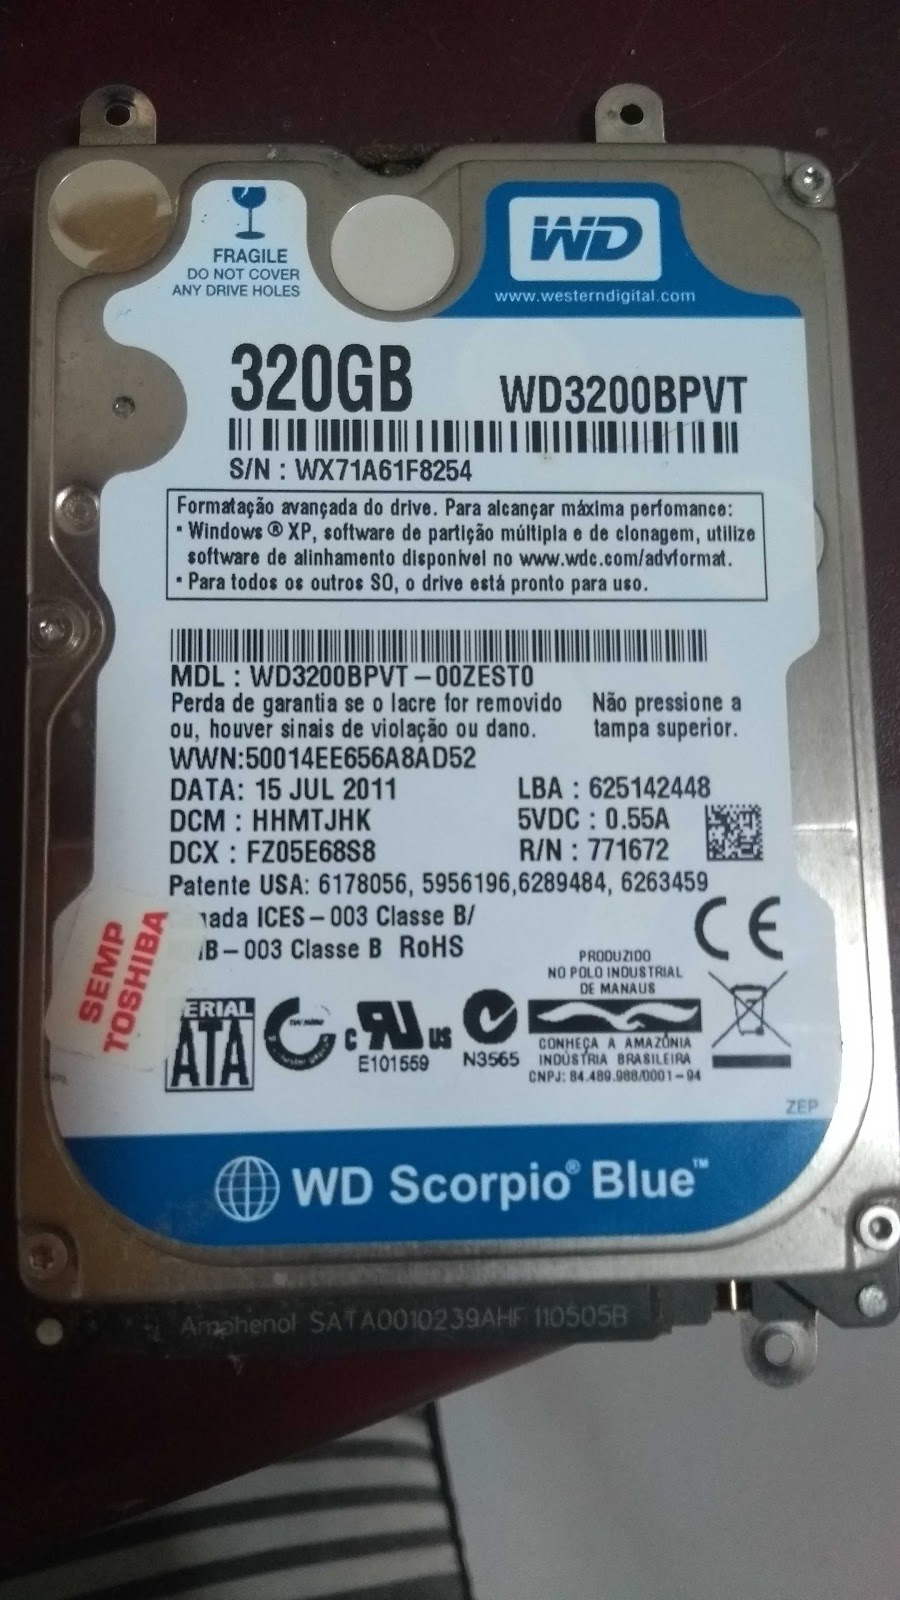 FRAGILE
DO NOT COVER
ANY DRIVE HOLES
WD
www.westerndigital.com
320GB WD3200BPVT
S/N : WX71A61F8254
Formatação avançada do drive. Para alcançar máxima perfomance:
• Windows® XP, software de partição múltipla e de clonagem, utilize
software de alinhamento disponível no www.wdc.com/advformat.
• Para todos os outros SO, o drive está pronto para uso.
MDL : WD3200BPVT-00ZEST0
Perda de garantia se o lacre for removido
ou, houver sinais de violação ou dano.
Não pressione a
tampa superior.
WWN:50014EE656A8AD52
DATA: 15 JUL 2011 LBA : 625142448
DCM : HHMTJHK 5VDC : 0.55A
DCX : FZ05E68S8 R/N : 771672
Patente USA: 6178056, 5956196,6289484, 6263459
nada ICES-003 Classe B/
B-003 Classe B RoHS
CE
SEMP
TOSHIBA
ERIAL
ATA
c US
E101559
N3565
PRODUZIDO
NO POLO INDUSTRIAL
DE MANAUS
CONHEÇA A AMAZÔNIA
INDÚSTRIA BRASILEIRA
CNPJ: 84.489.988/0001-94
ZEP
WD Scorpio® Blue™
Amphenol SATA0010239AHF 110505B